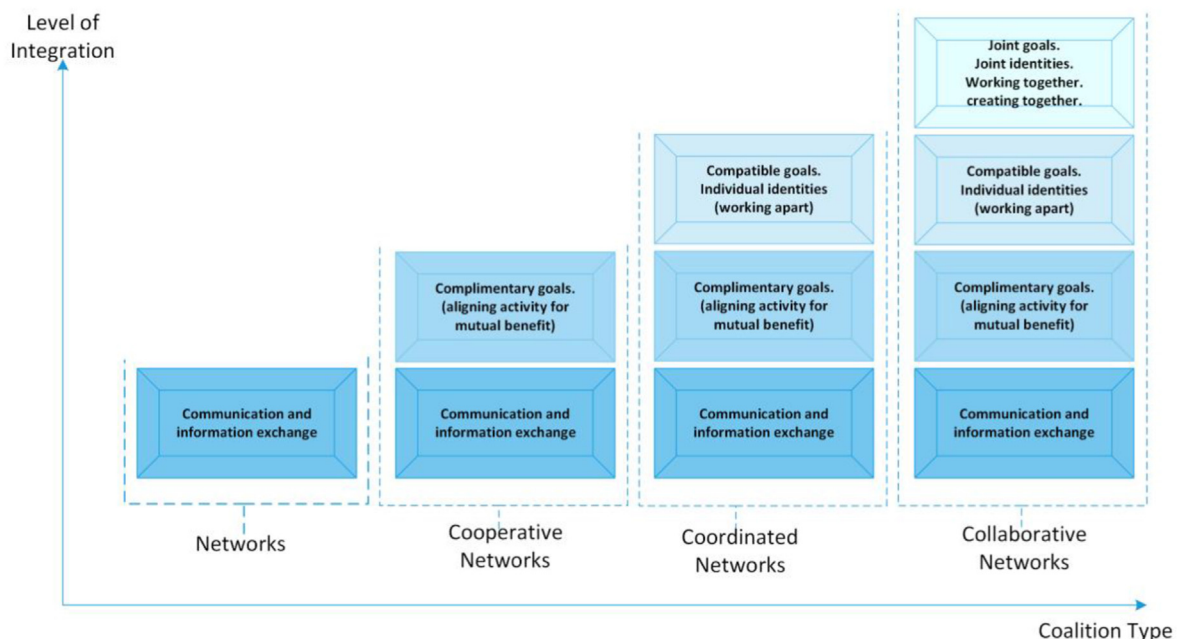 Level of
Integration
Joint goals.
Joint identities.
Working together.
creating together.
Compatible goals.
Individual identities
(working apart)
Compatible goals.
Individual identities
(working apart)
Complimentary goals.
(aligning activity for
mutual benefit)
Complimentary goals.
(aligning activity for
mutual benefit)
Complimentary goals.
(aligning activity for
mutual benefit)
Communication and
information exchange
Communication and
information exchange
Communication and
information exchange
Communication and
information exchange
Networks
Cooperative
Networks
Coordinated
Networks
Collaborative
Networks
Coalition Type